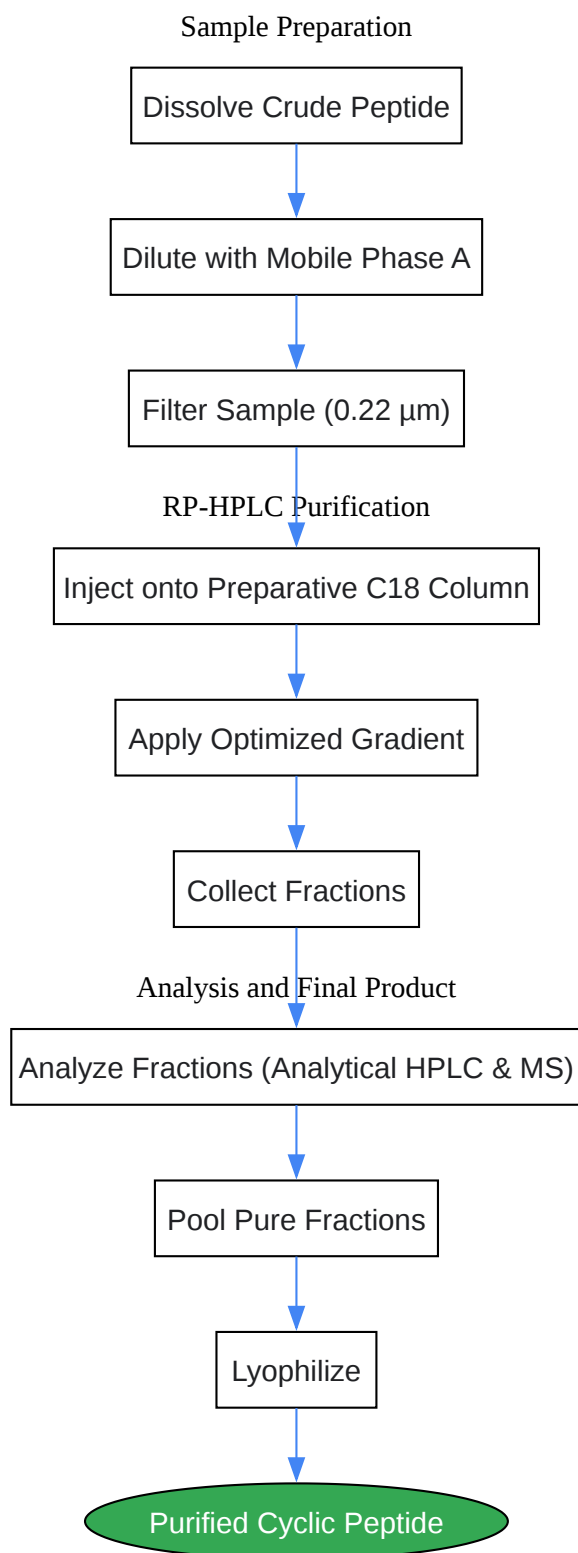 Sample Preparation
Dissolve Crude Peptide
Dilute with Mobile Phase A
Filter Sample (0.22 µm)
RP-HPLC Purification
Inject onto Preparative C18 Column
Apply Optimized Gradient
Collect Fractions
Analysis and Final Product
Analyze Fractions (Analytical HPLC & MS)
Pool Pure Fractions
Lyophilize
Purified Cyclic Peptide